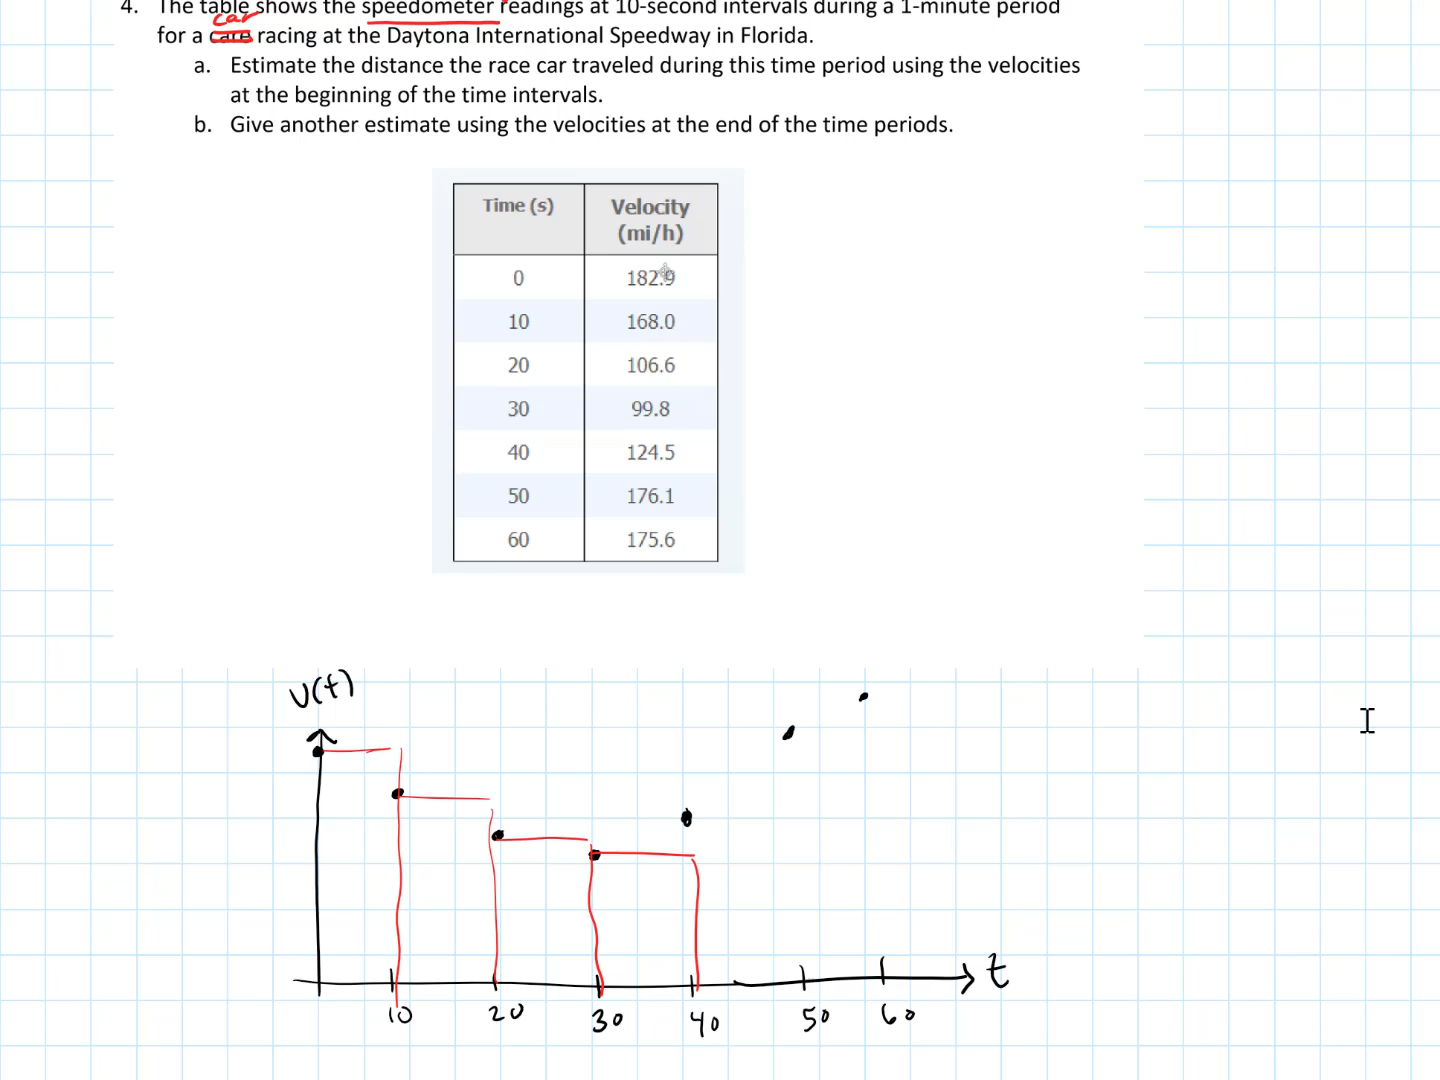 4. The table shows the speedometer readings at 10-second intervals during a 1-minute period
car
for a care racing at the Daytona International Speedway in Florida.
a. Estimate the distance the race car traveled during this time period using the velocities
at the beginning of the time intervals.
b. Give another estimate using the velocities at the end of the time periods.
Time (s) Velocity
(mi/h)
0 182.9
10 168.0
20 106.6
30 99.8
40 124.5
50 176.1
60 175.6
v(t)
t
10 20 30 40 50 60